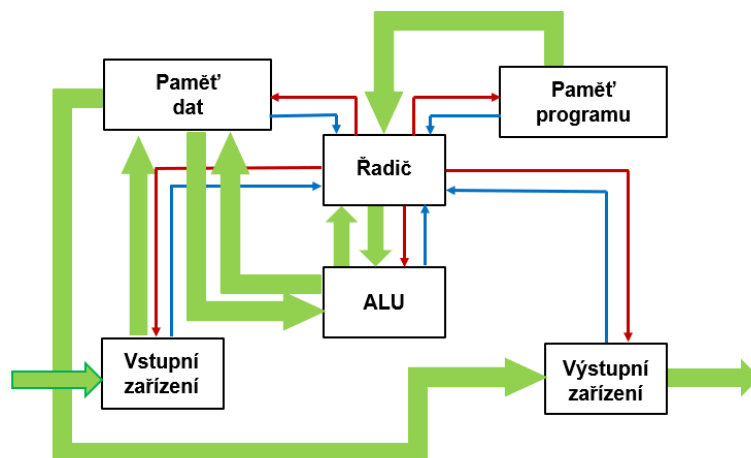 Paměť
dat
Paměť
programu
Řadič
ALU
Vstupní
zařízení
Výstupní
zařízení